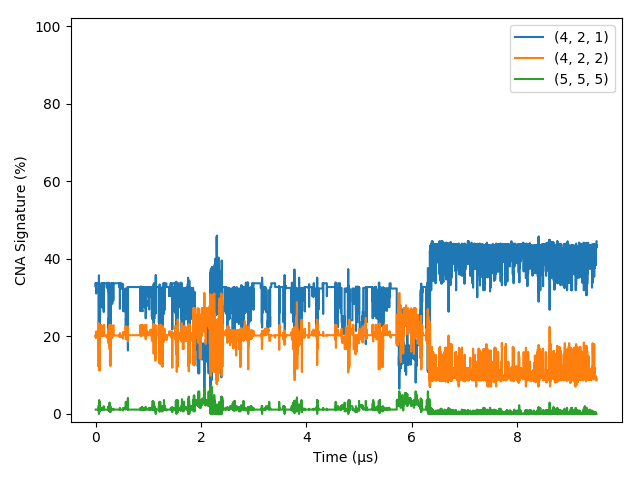 100
80
60
40
20
0
CNA Signature (%)
(4, 2, 1)
(4, 2, 2)
(5, 5, 5)
0 2 4 6 8
Time (µs)